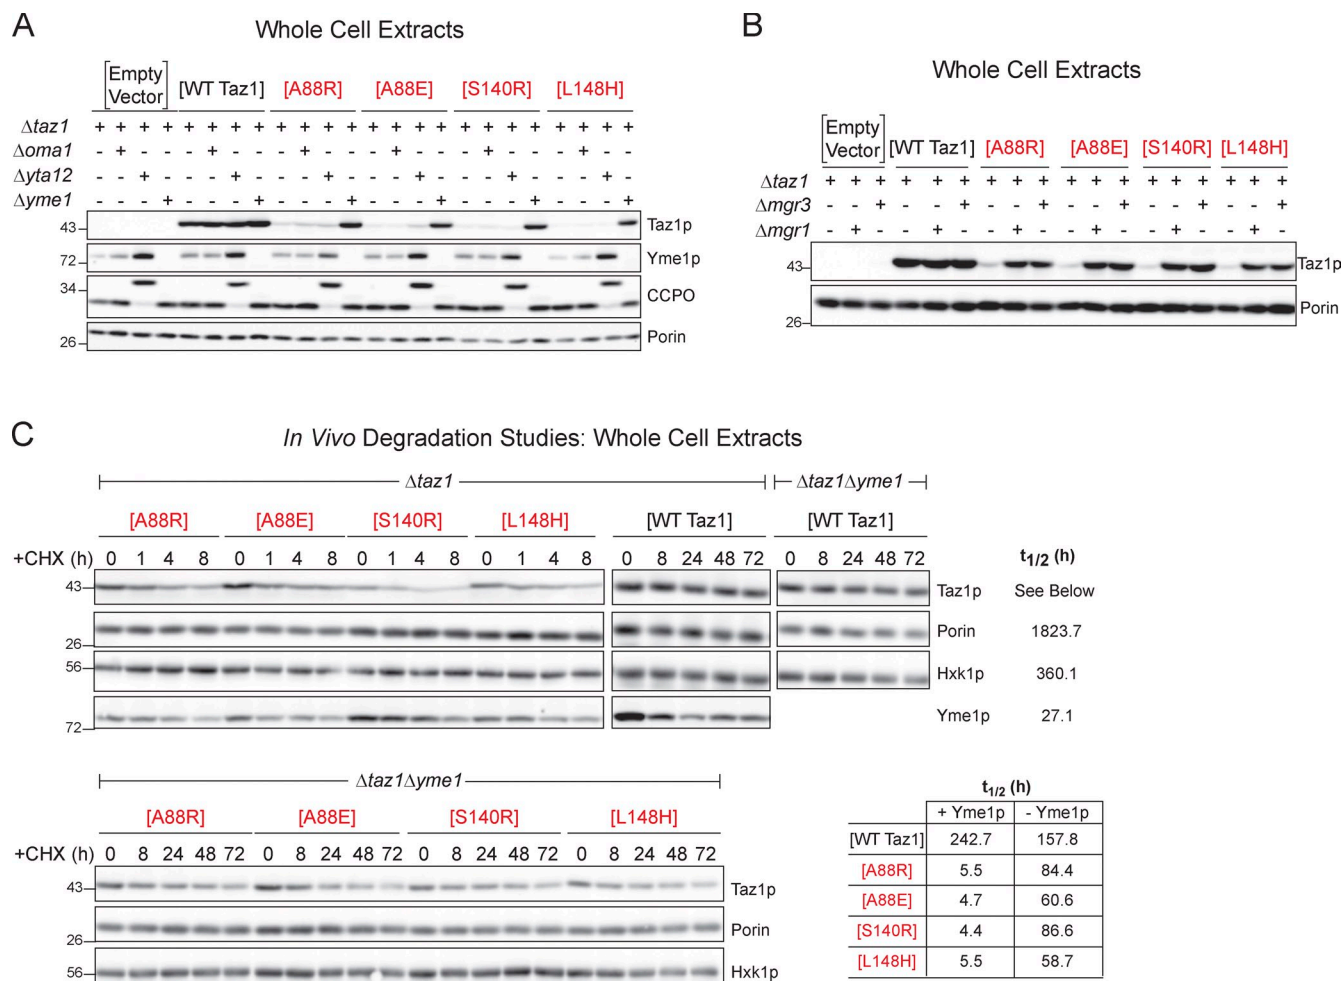 A
Whole Cell Extracts
[Empty Vector] [WT Taz1] [A88R] [A88E] [S140R] [L148H]
Δtaz1 + + + + + + + + + + + + + + + + + + + + + + + +
Δoma1 - + - - - + - - - + - - - + - - - + - - - + - -
Δyta12 - - + - - - + - - - + - - - + - - - + - - - + -
Δyme1 - - - + - - - + - - - + - - - + - - - + - - - +
43 Taz1p
72 Yme1p
34 CCPO
26 Porin
B
Whole Cell Extracts
[Empty Vector] [WT Taz1] [A88R] [A88E] [S140R] [L148H]
Δtaz1 + + + + + + + + + + + + + + + + + +
Δmgr3 - - + - - + - - + - - + - - + - - +
Δmgr1 - + - - + - - + - - + - - + - - + -
43 Taz1p
26 Porin
C
In Vivo Degradation Studies: Whole Cell Extracts
Δtaz1 Δtaz1Δyme1
[A88R] [A88E] [S140R] [L148H] [WT Taz1] [WT Taz1]
+CHX (h) 0 1 4 8 0 1 4 8 0 1 4 8 0 1 4 8 0 8 24 48 72 0 8 24 48 72 t1/2 (h)
43 Taz1p See Below
26 Porin 1823.7
56 Hxk1p 360.1
72 Yme1p 27.1
Δtaz1Δyme1
[A88R] [A88E] [S140R] [L148H]
+CHX (h) 0 8 24 48 72 0 8 24 48 72 0 8 24 48 72 0 8 24 48 72
43 Taz1p
26 Porin
56 Hxk1p
t1/2 (h)
+ Yme1p - Yme1p
[WT Taz1] 242.7 157.8
[A88R] 5.5 84.4
[A88E] 4.7 60.6
[S140R] 4.4 86.6
[L148H] 5.5 58.7